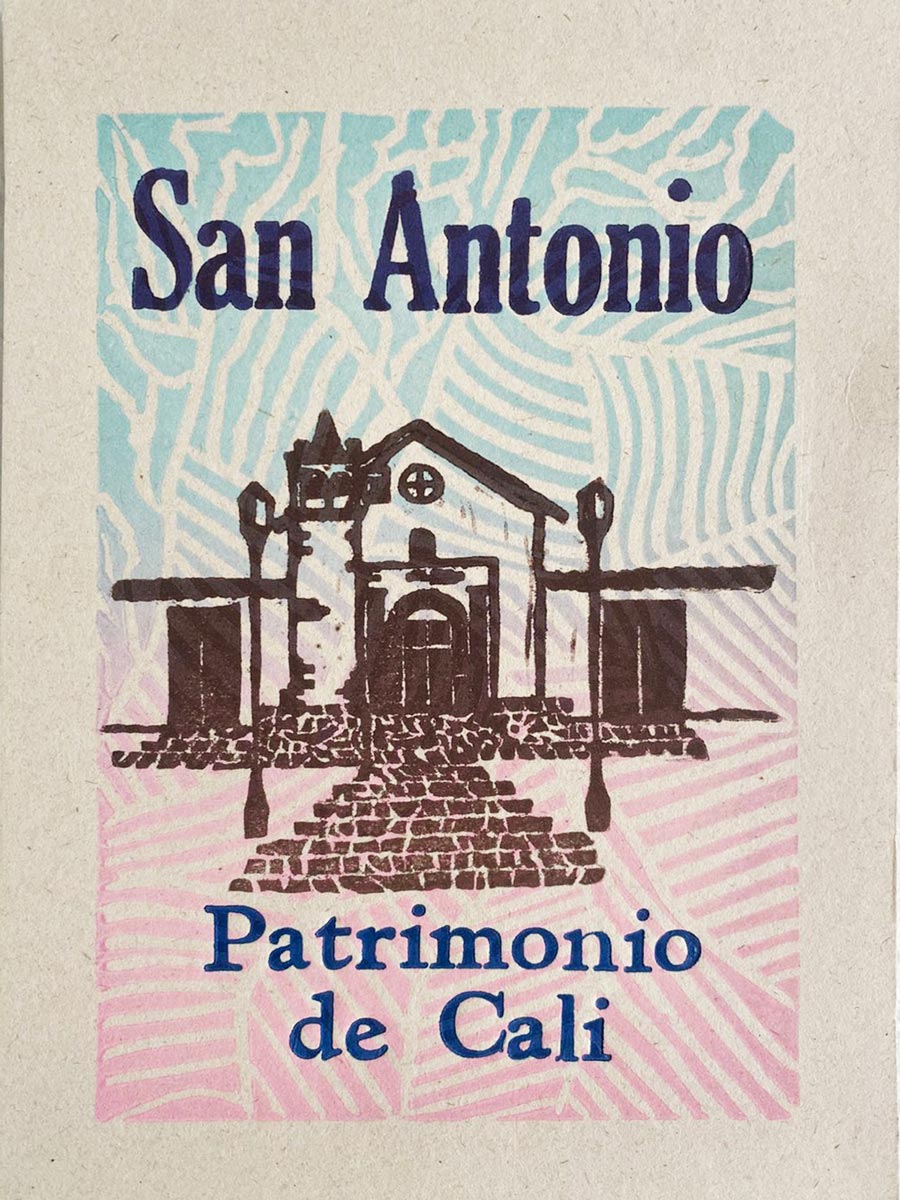 San Antonio
Patrimonio
de Cali